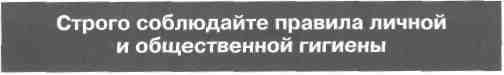 Строго соблюдайте правила личной
и общественной гигиены